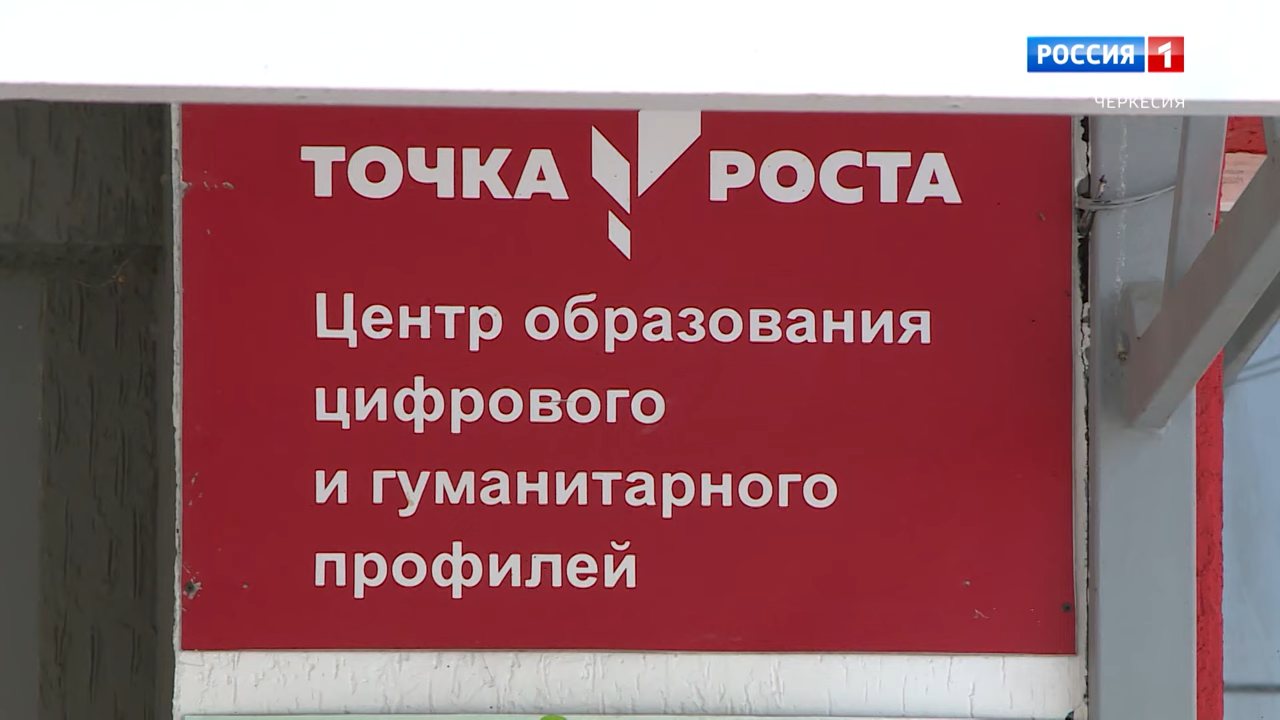 РОССИЯ 1
ЧЕРКЕСИЯ
ТОЧКА РОСТА
Центр образования
цифрового
и гуманитарного
профилей